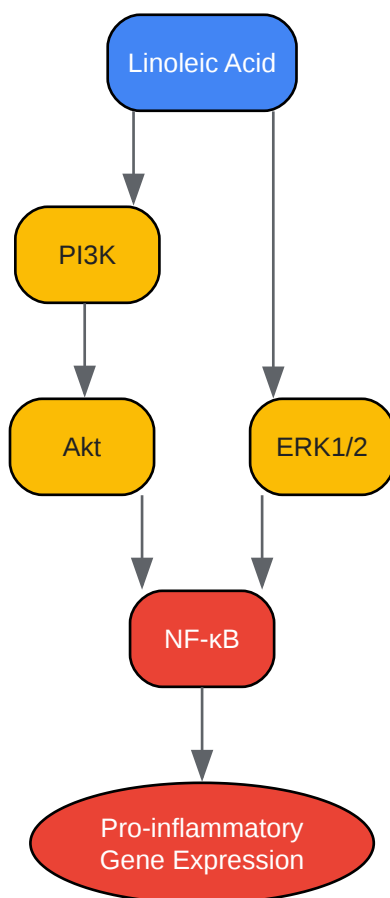 Linoleic Acid
PI3K
Akt
ERK1/2
NF-κB
Pro-inflammatory
Gene Expression